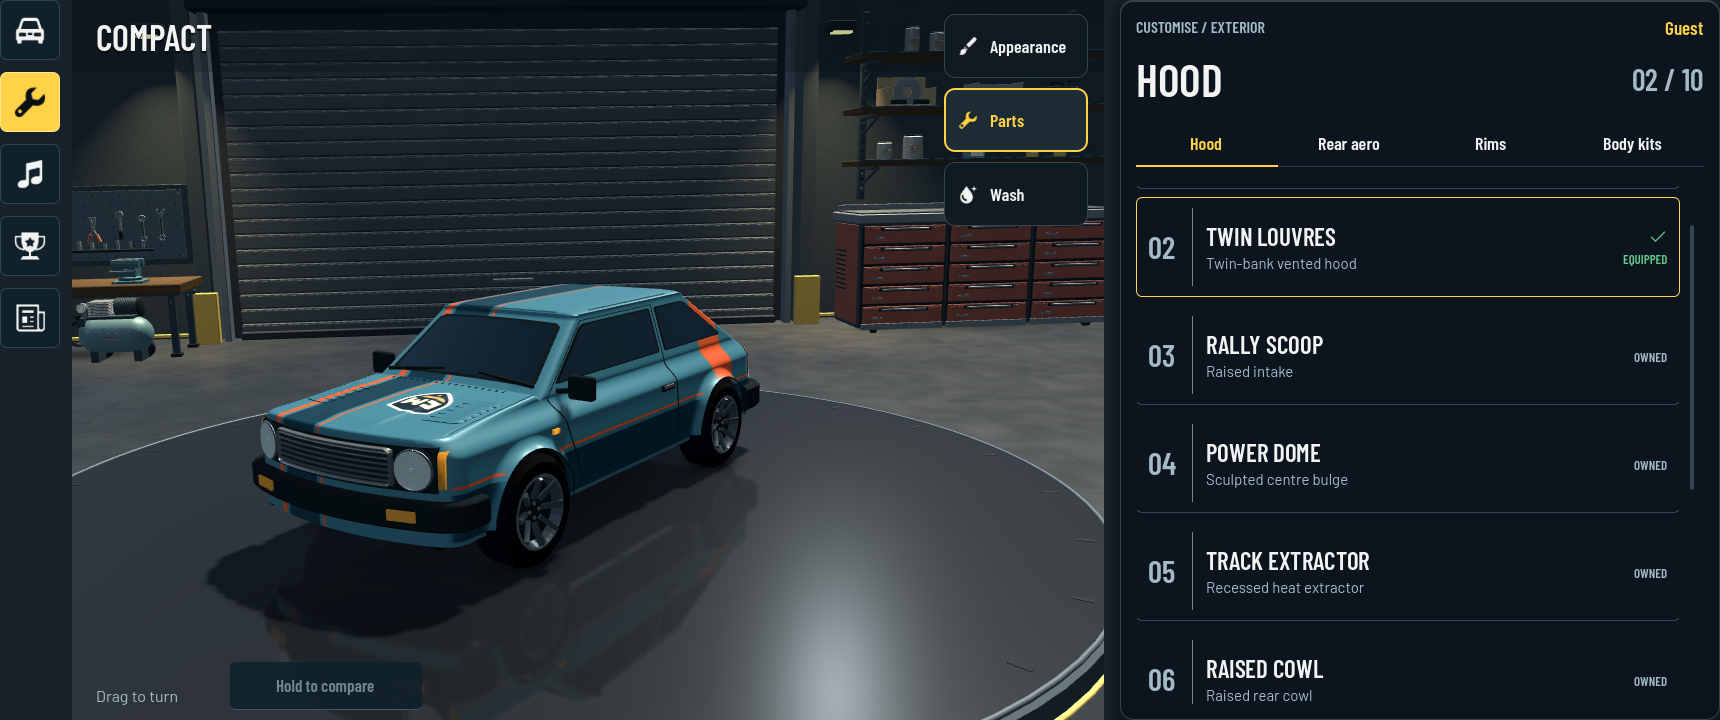 COMPACT
Appearance
Parts
Wash
Drag to turn
Hold to compare
CUSTOMISE / EXTERIOR
Guest
HOOD
02 / 10
Hood
Rear aero
Rims
Body kits
02
TWIN LOUVRES
Twin-bank vented hood
EQUIPPED
03
RALLY SCOOP
Raised intake
OWNED
04
POWER DOME
Sculpted centre bulge
OWNED
05
TRACK EXTRACTOR
Recessed heat extractor
OWNED
06
RAISED COWL
Raised rear cowl
OWNED